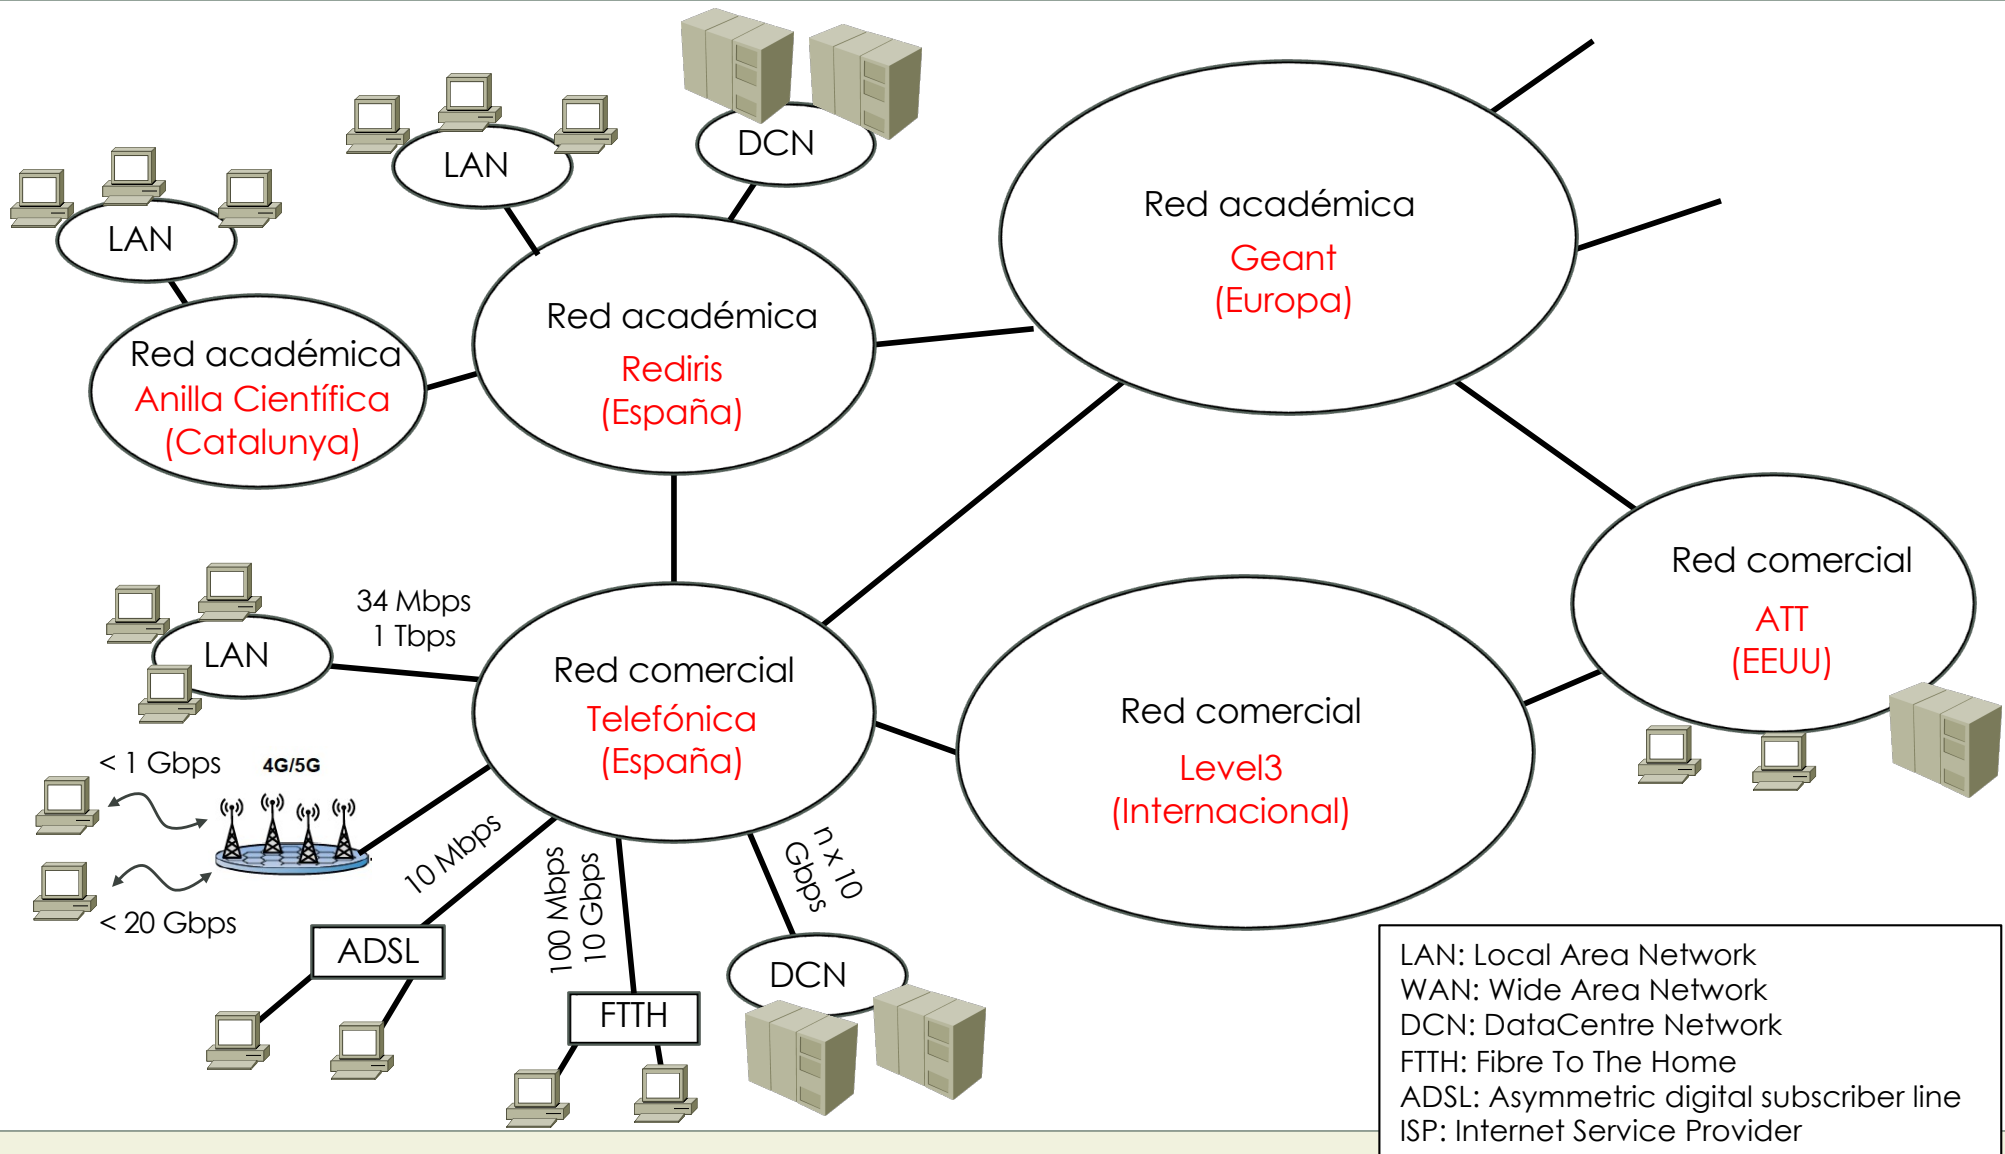 DCN
LAN
LAN
Red académica
Geant
(Europa)
Red académica
Rediris
(España)
Red académica
Anilla Científica
(Catalunya)
34 Mbps
1 Tbps
LAN
Red comercial
Telefónica
(España)
Red comercial
Level3
(Internacional)
Red comercial
ATT
(EEUU)
< 1 Gbps
4G/5G
< 20 Gbps
10 Mbps
100 Mbps
10 Gbps
n x 10
Gbps
ADSL
FTTH
DCN
LAN: Local Area Network
WAN: Wide Area Network
DCN: DataCentre Network
FTTH: Fibre To The Home
ADSL: Asymmetric digital subscriber line
ISP: Internet Service Provider